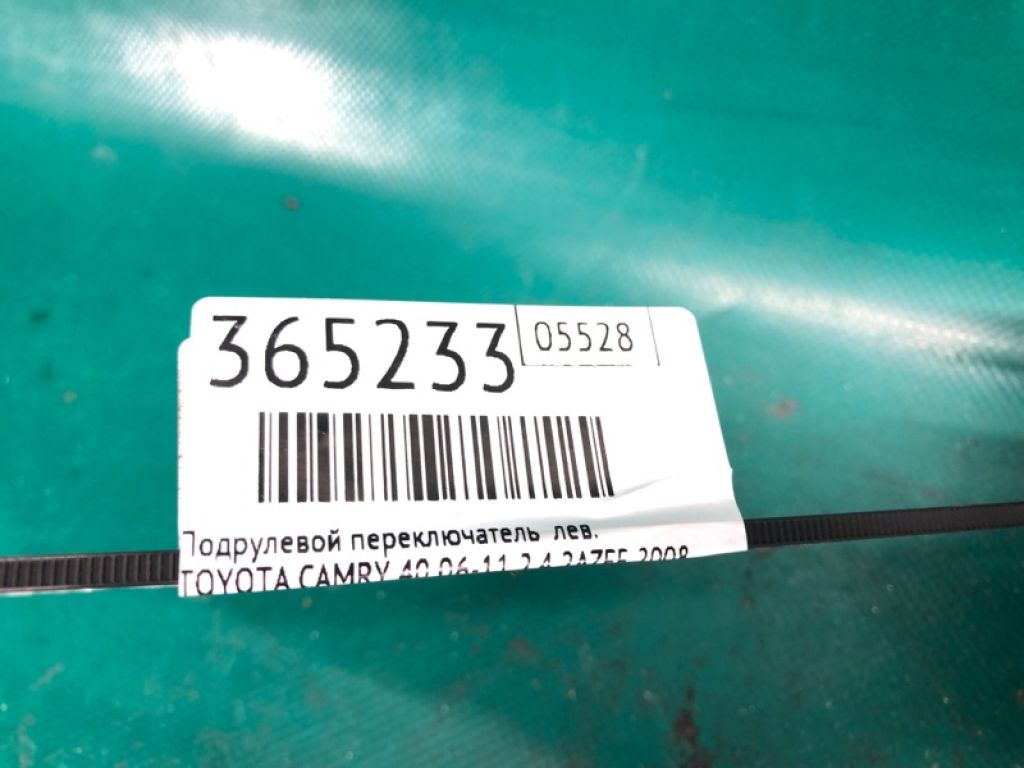 365233
05528
Подрулевой переключатель лев.
TOYOTA CAMRY 40 06-11 2.4 2AZFE 2008